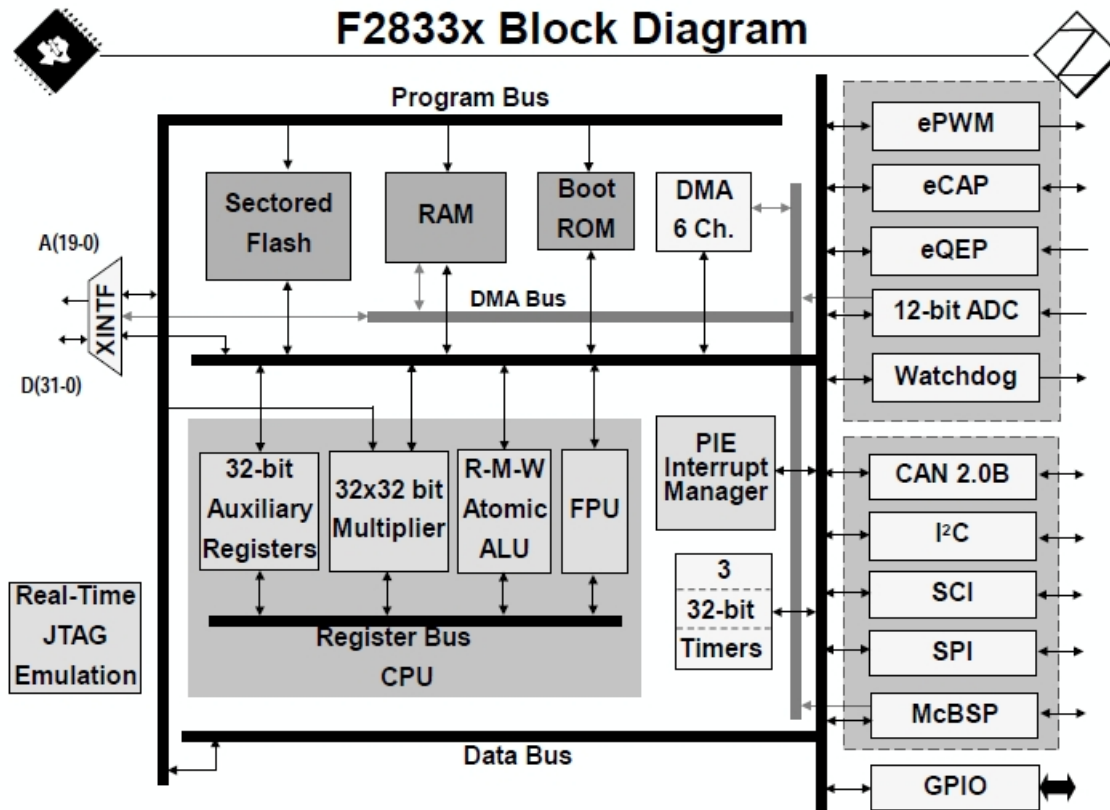 F2833x Block Diagram
Program Bus
Sectored
Flash
RAM
Boot
ROM
DMA
6 Ch.
A(19-0)
XINTF
D(31-0)
DMA Bus
ePWM
eCAP
eQEP
12-bit ADC
Watchdog
32-bit
Auxiliary
Registers
32x32 bit
Multiplier
R-M-W
Atomic
ALU
FPU
PIE
Interrupt
Manager
3
32-bit
Timers
Register Bus
CPU
Real-Time
JTAG
Emulation
CAN 2.0B
I²C
SCI
SPI
McBSP
GPIO
Data Bus